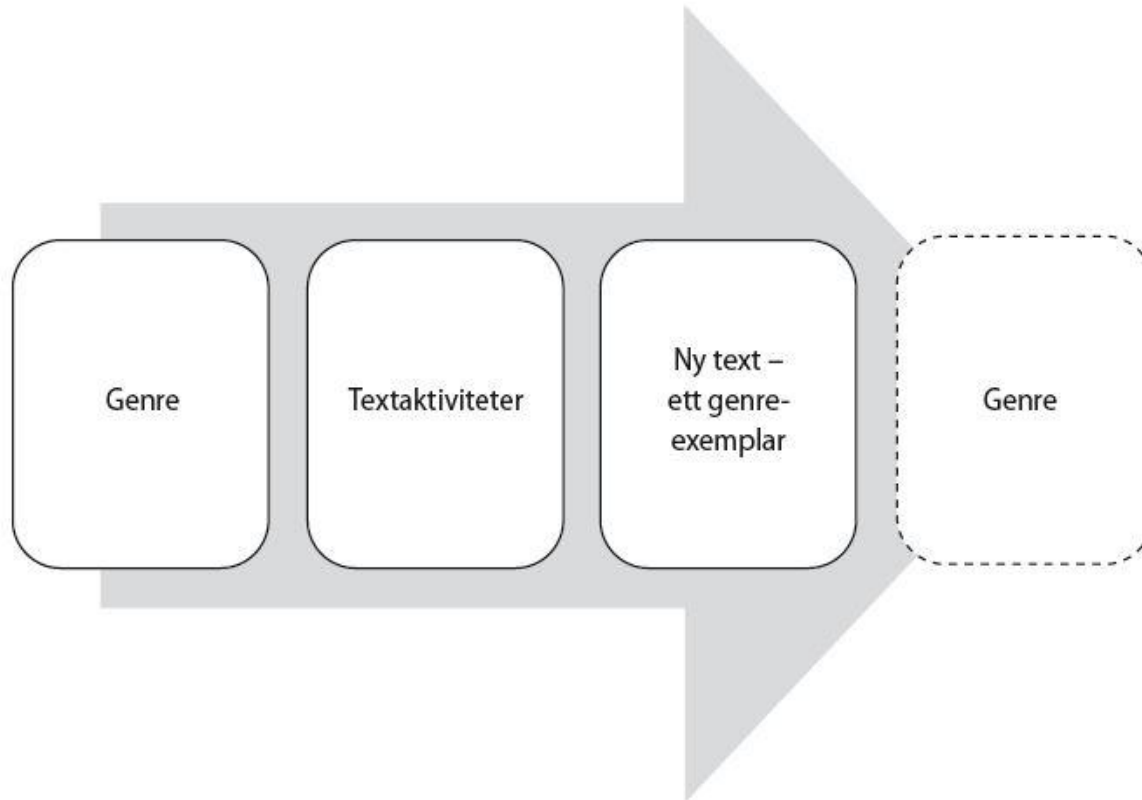 Genre
Textaktiviteter
Ny text –
ett genre-
exemplar
Genre